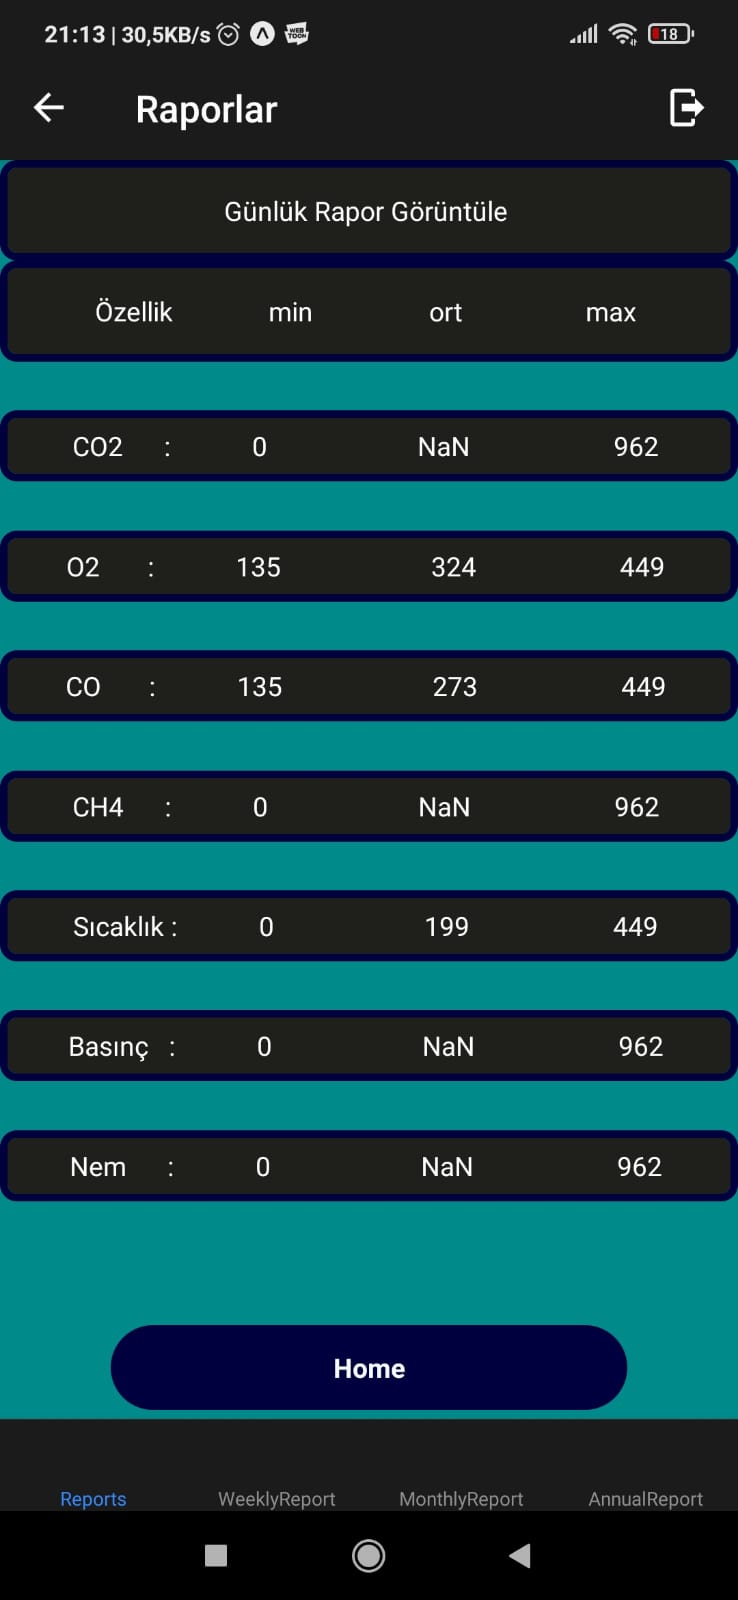 21:13 | 30,5KB/s WEB TOON 18
Raporlar
Günlük Rapor Görüntüle
Özellik min ort max
CO2 : 0 NaN 962
O2 : 135 324 449
CO : 135 273 449
CH4 : 0 NaN 962
Sıcaklık : 0 199 449
Basınç : 0 NaN 962
Nem : 0 NaN 962
Home
Reports WeeklyReport MonthlyReport AnnualReport